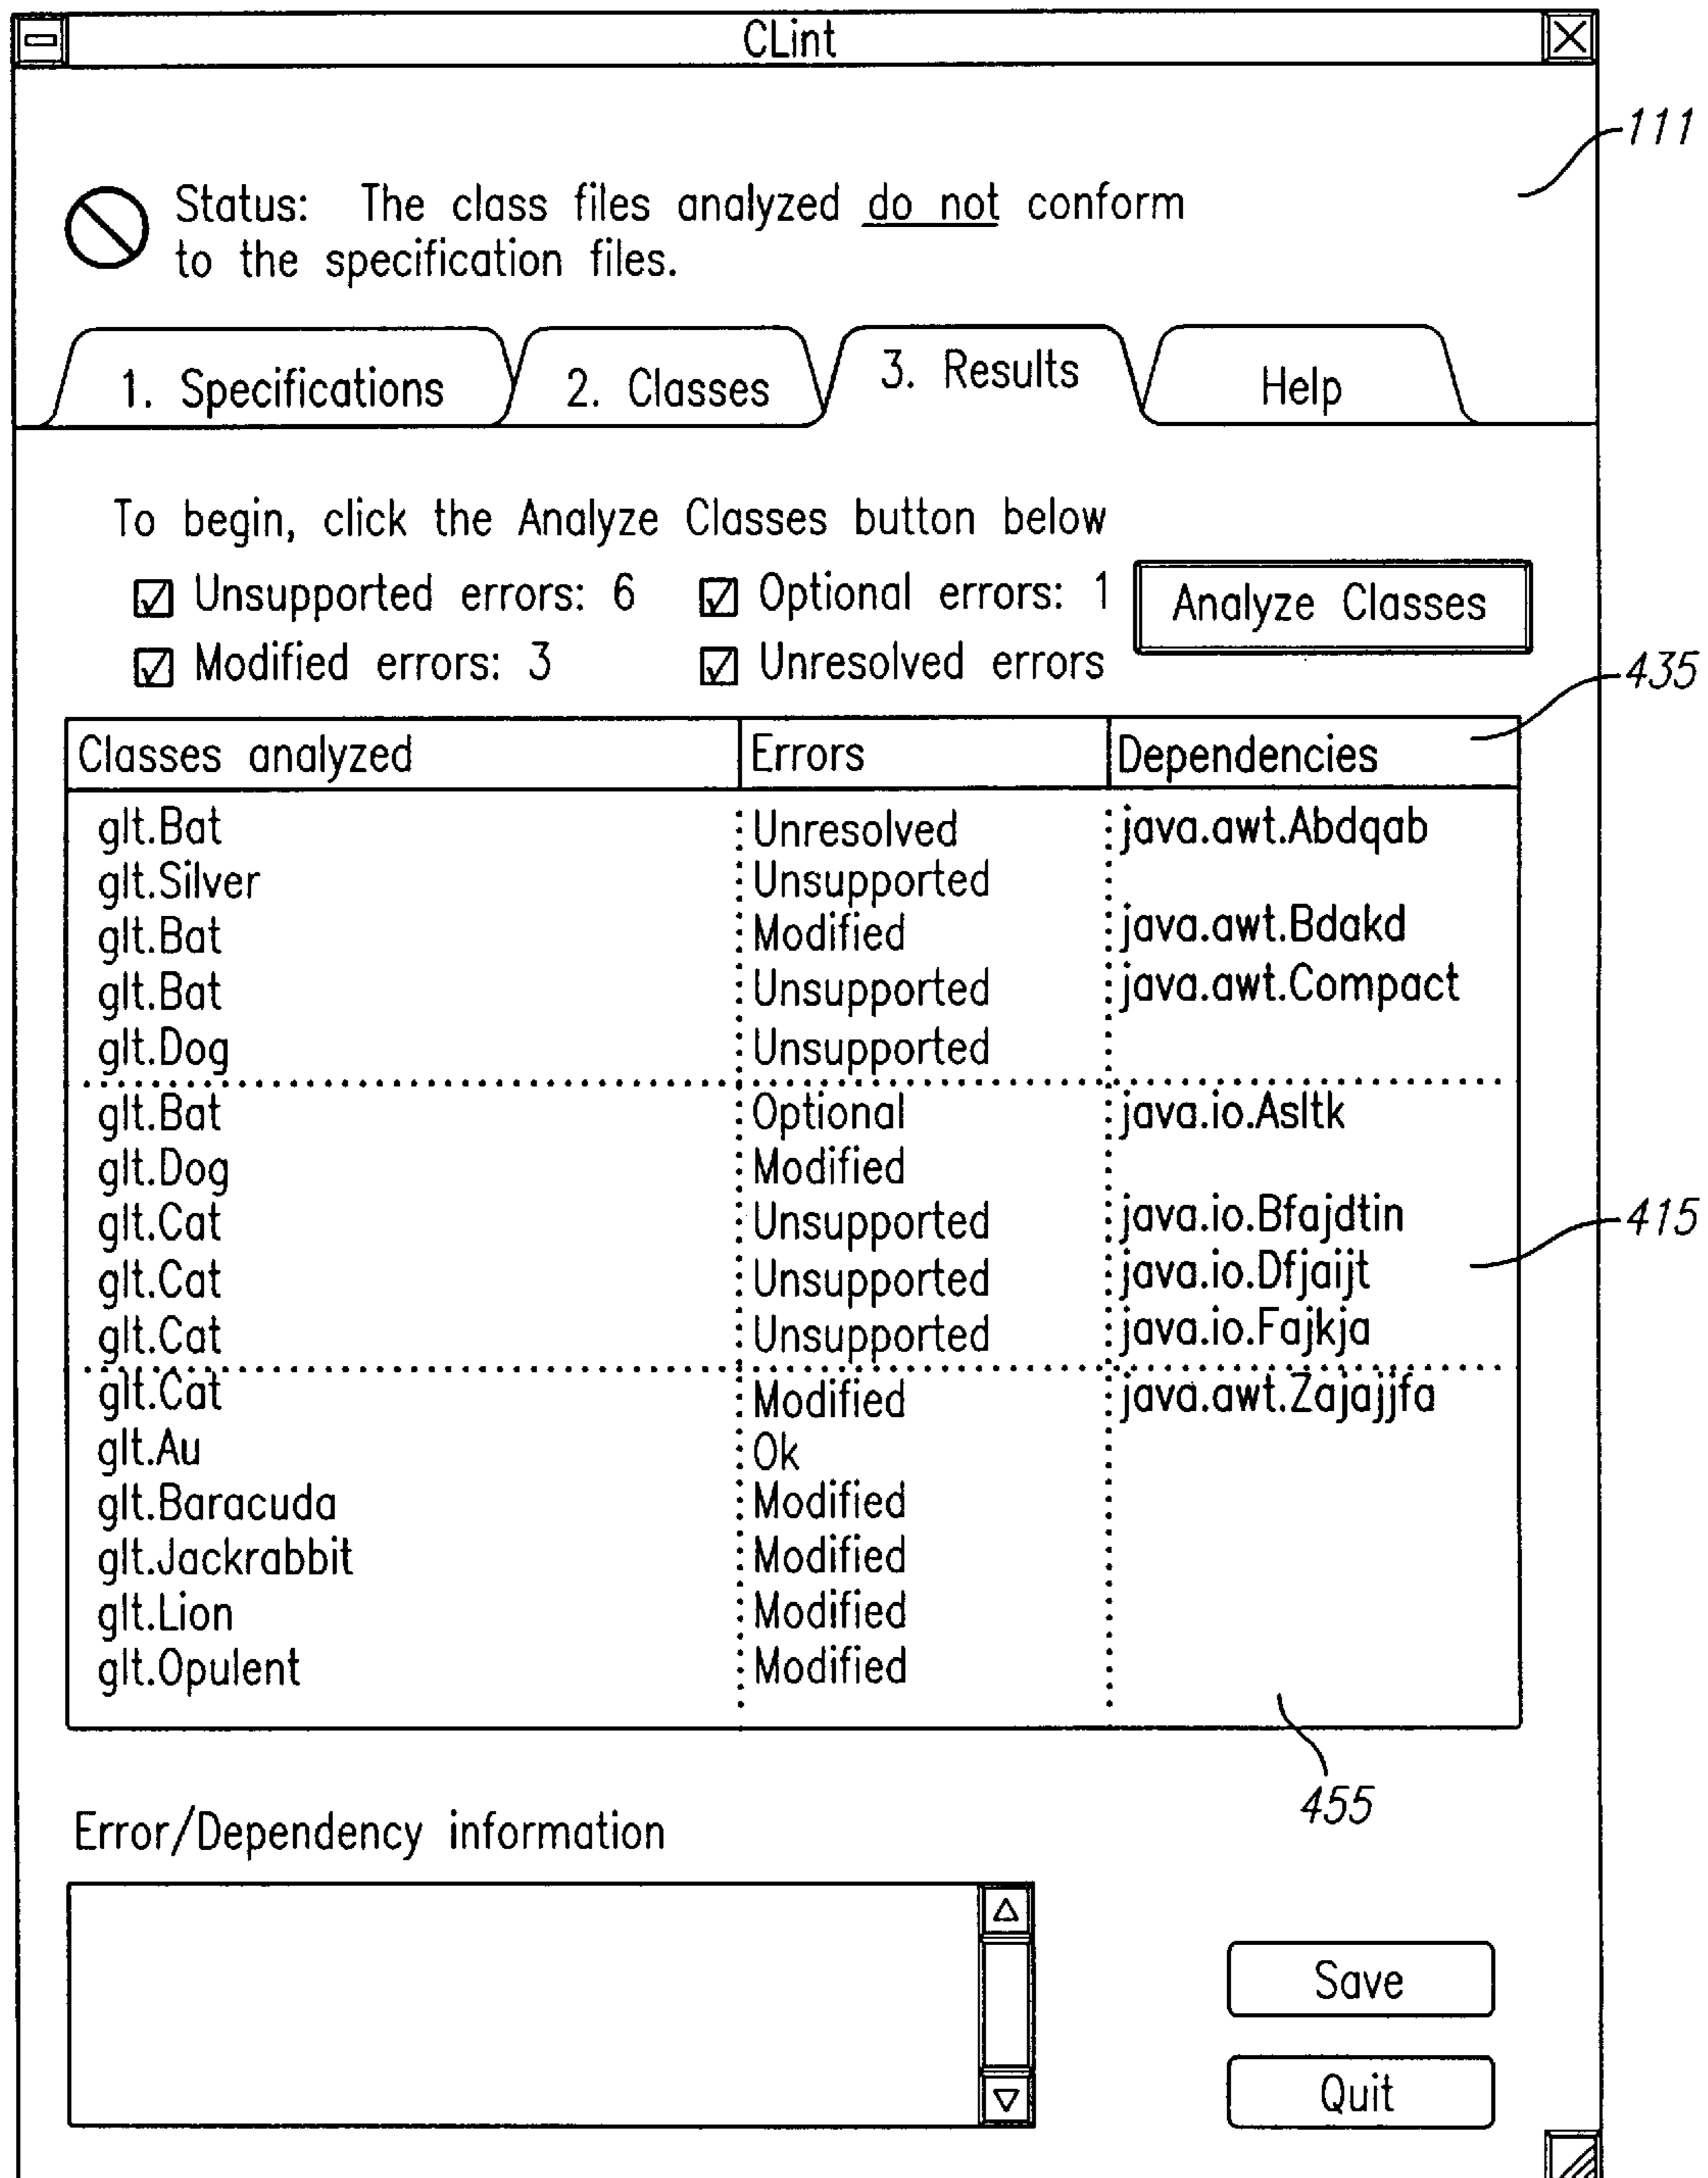 CLint
111
Status: The class files analyzed do not conform
to the specification files.
1. Specifications 2. Classes 3. Results Help
To begin, click the Analyze Classes button below
Unsupported errors: 6 Optional errors: 1 Analyze Classes
Modified errors: 3 Unresolved errors
435
Classes analyzed Errors Dependencies
glt.Bat Unresolved java.awt.Abdqab
glt.Silver Unsupported
glt.Bat Modified java.awt.Bdakd
glt.Bat Unsupported java.awt.Compact
glt.Dog Unsupported
glt.Bat Optional java.io.Asltk
glt.Dog Modified
glt.Cat Unsupported java.io.Bfajdtin
415
glt.Cat Unsupported java.io.Dfjaijt
glt.Cat Unsupported java.io.Fajkja
glt.Cat Modified java.awt.Zajajjfa
glt.Au Ok
glt.Baracuda Modified
glt.Jackrabbit Modified
glt.Lion Modified
glt.Opulent Modified
455
Error/Dependency information
Save
Quit